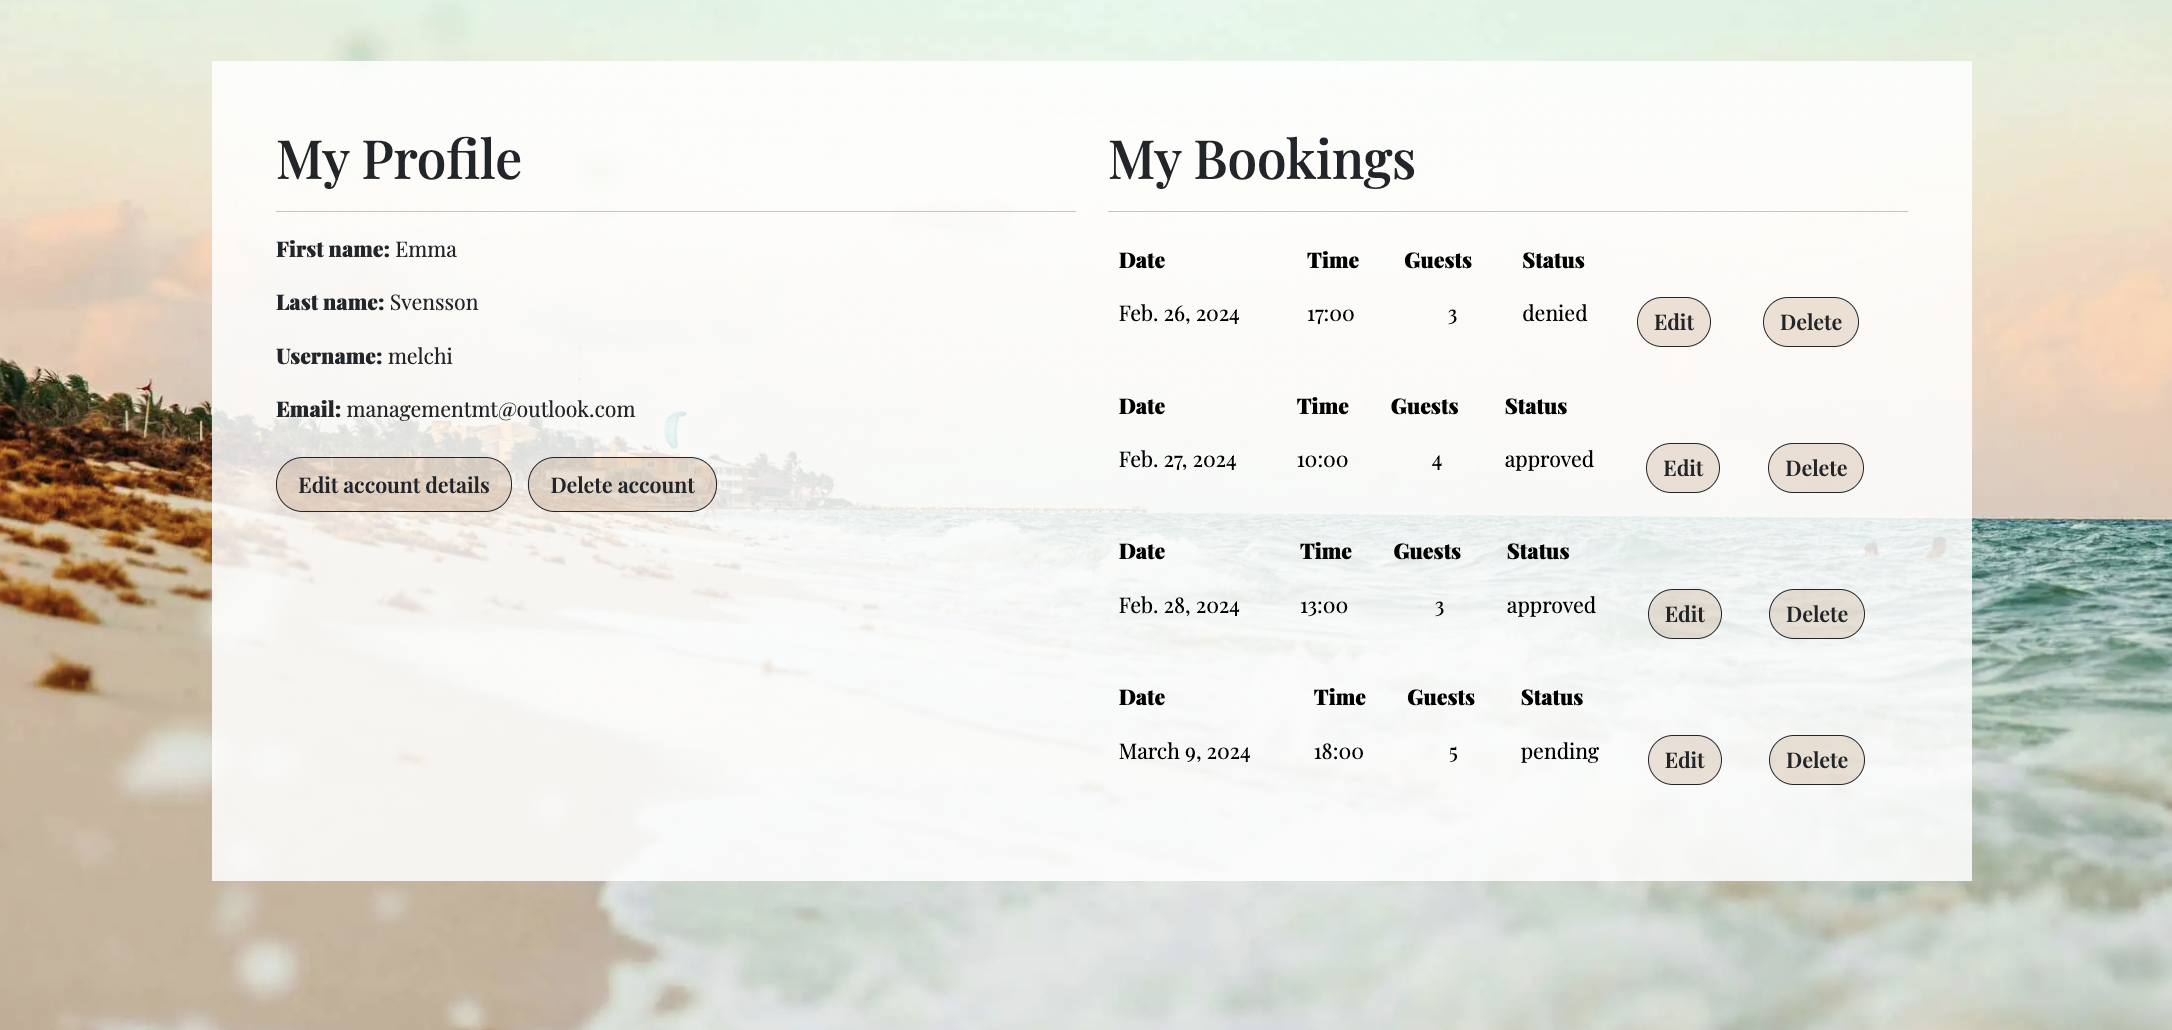 My Profile
First name: Emma
Last name: Svensson
Username: melchi
Email: managementmt@outlook.com
Edit account details Delete account
My Bookings
Date Time Guests Status
Feb. 26, 2024 17:00 3 denied Edit Delete
Date Time Guests Status
Feb. 27, 2024 10:00 4 approved Edit Delete
Date Time Guests Status
Feb. 28, 2024 13:00 3 approved Edit Delete
Date Time Guests Status
March 9, 2024 18:00 5 pending Edit Delete